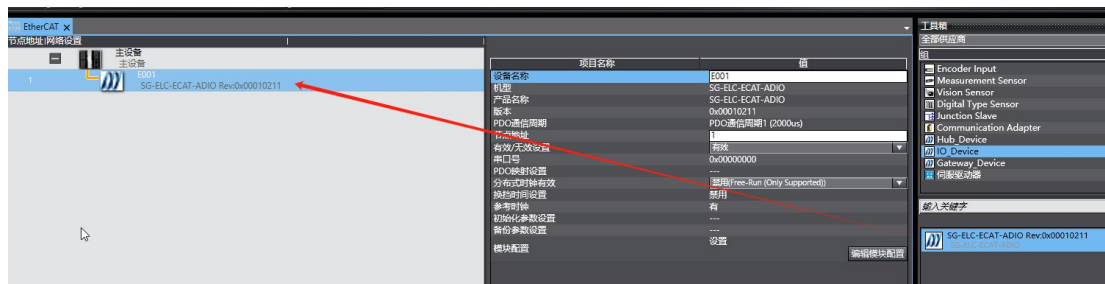 EtherCAT ×
节点地址|网络设置
主设备
主设备
1
E001
SG-ELC-ECAT-ADIO Rev:0x00010211
项目名称 值
设备名称 E001
机型 SG-ELC-ECAT-ADIO
产品名称 SG-ELC-ECAT-ADIO
版本 0x00010211
PDO通信周期 PDO通信周期1 (2000us)
节点地址 1
有效/无效设置 有效
串口号 0x00000000
PDO映射设置 ---
分布式时钟有效 禁用(Free-Run (Only Supported))
换挡时间设置 禁用
参考时钟 有
初始化参数设置 ---
备份参数设置 ---
模块配置 设置
编辑模块配置
工具箱
全部供应商
组
Encoder Input
Measurement Sensor
Vision Sensor
Digital Type Sensor
Junction Slave
Communication Adapter
Hub_Device
IO_Device
Gateway_Device
伺服驱动器
输入关键字
SG-ELC-ECAT-ADIO Rev:0x00010211
SG-ELC-ECAT-ADIO